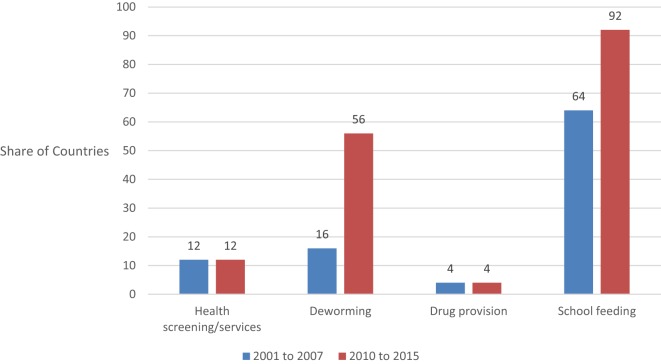 100
90
80
70
60
50
40
30
20
10
0
Share of Countries
12
12
16
56
4
4
64
92
Health
screening/services
Deworming
Drug provision
School feeding
2001 to 2007
2010 to 2015